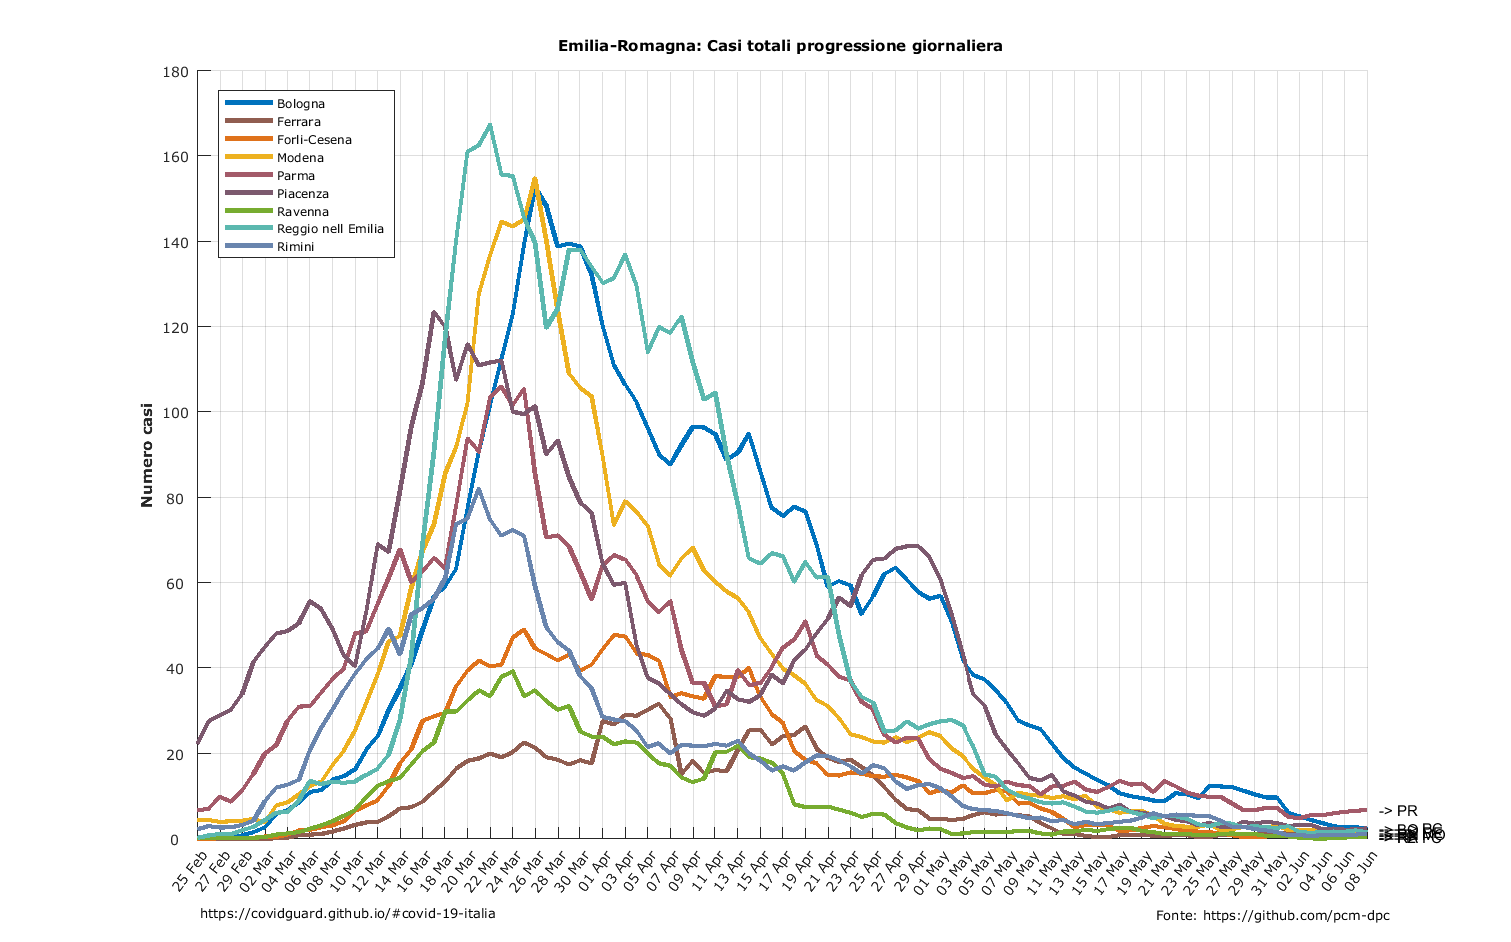 Emilia-Romagna: Casi totali progressione giornaliera
Numero casi
180
160
140
120
100
80
60
40
20
0
Bologna
Ferrara
Forli-Cesena
Modena
Parma
Piacenza
Ravenna
Reggio nell Emilia
Rimini
-> PR
25 Feb
27 Feb
29 Feb
02 Mar
04 Mar
06 Mar
08 Mar
10 Mar
12 Mar
14 Mar
16 Mar
18 Mar
20 Mar
22 Mar
24 Mar
26 Mar
28 Mar
30 Mar
01 Apr
03 Apr
05 Apr
07 Apr
09 Apr
11 Apr
13 Apr
15 Apr
17 Apr
19 Apr
21 Apr
23 Apr
25 Apr
27 Apr
29 Apr
01 May
03 May
05 May
07 May
09 May
11 May
13 May
15 May
17 May
19 May
21 May
23 May
25 May
27 May
29 May
31 May
02 Jun
04 Jun
06 Jun
08 Jun
https://covidguard.github.io/#covid-19-italia
Fonte: https://github.com/pcm-dpc